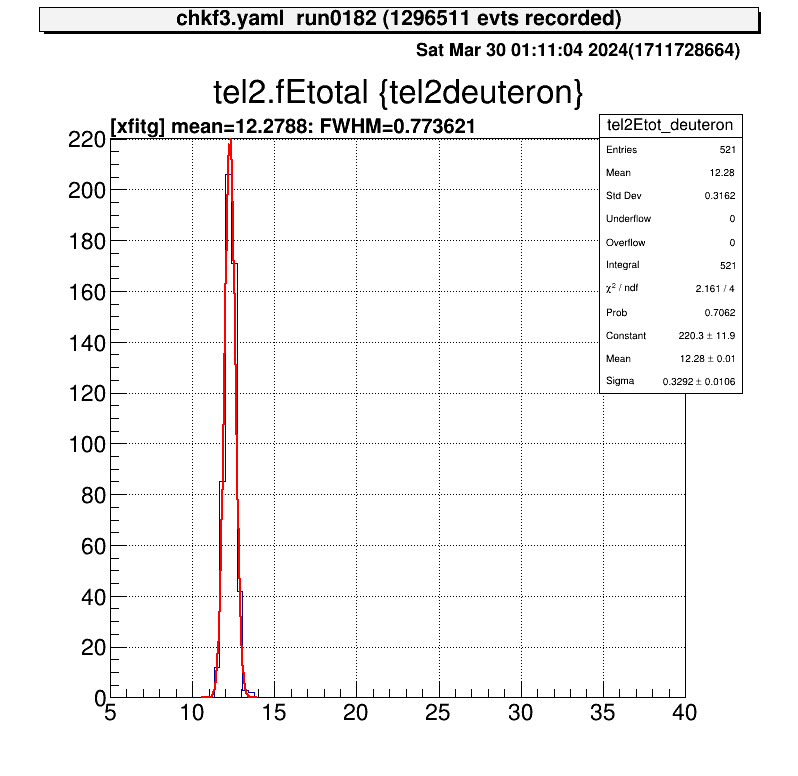 chkf3.yaml run0182 (1296511 evts recorded)
Sat Mar 30 01:11:04 2024(1711728664)
tel2.fEtotal {tel2deuteron}
[xfitg] mean=12.2788: FWHM=0.773621
tel2Etot_deuteron
Entries 521
Mean 12.28
Std Dev 0.3162
Underflow 0
Overflow 0
Integral 521
χ² / ndf 2.161 / 4
Prob 0.7062
Constant 220.3 ± 11.9
Mean 12.28 ± 0.01
Sigma 0.3292 ± 0.0106
220
200
180
160
140
120
100
80
60
40
20
0
5 10 15 20 25 30 35 40